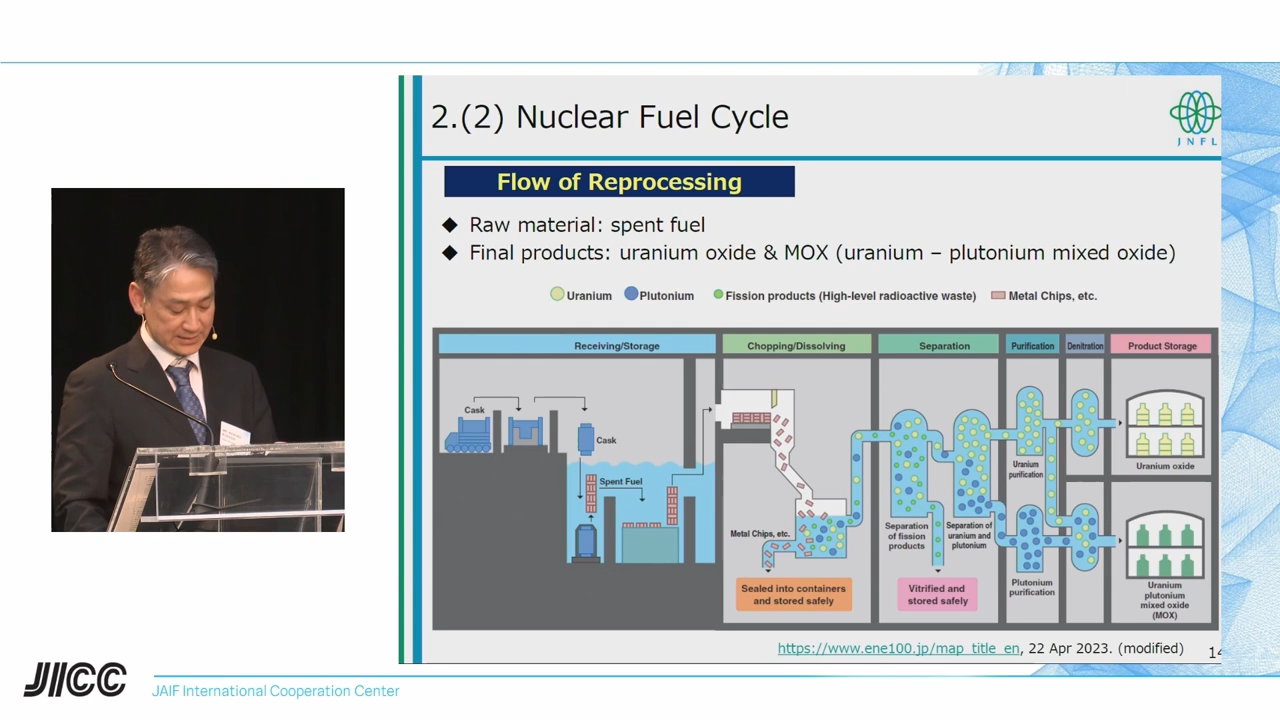 2.(2) Nuclear Fuel Cycle
JNFL
Flow of Reprocessing
◆ Raw material: spent fuel
◆ Final products: uranium oxide & MOX (uranium – plutonium mixed oxide)
Uranium
Plutonium
Fission products (High-level radioactive waste)
Metal Chips, etc.
Receiving/Storage
Chopping/Dissolving
Separation
Purification
Denitration
Product Storage
Cask
Cask
Spent Fuel
Metal Chips, etc.
Sealed into containers
and stored safely
Separation
of fission
products
Separation of
uranium and
plutonium
Vitrified and
stored safely
Uranium
purification
Plutonium
purification
Uranium oxide
Uranium
plutonium
mixed oxide
(MOX)
https://www.ene100.jp/map_title_en, 22 Apr 2023. (modified)
14
JICC
JAIF International Cooperation Center